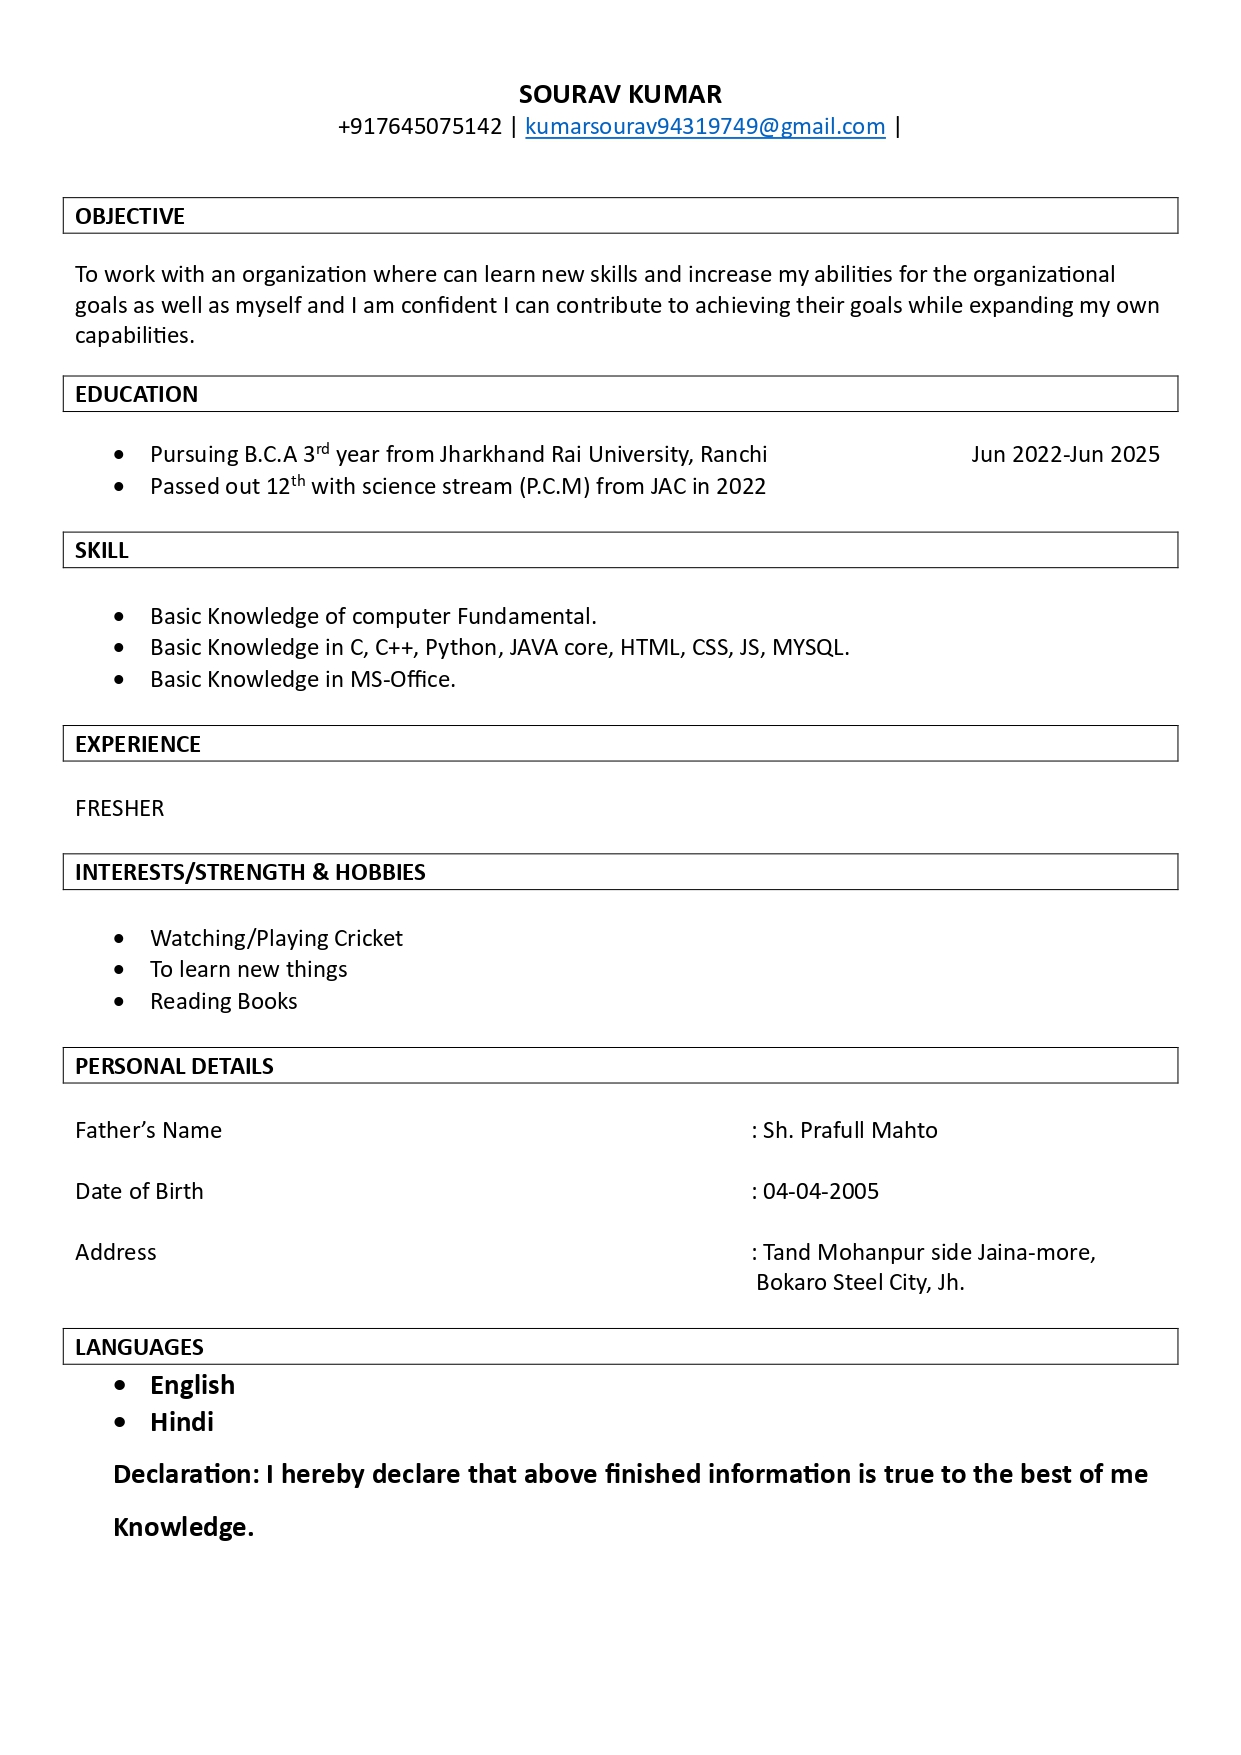 SOURAV KUMAR
+917645075142 | kumarsourav94319749@gmail.com |
OBJECTIVE
To work with an organization where can learn new skills and increase my abilities for the organizational
goals as well as myself and I am confident I can contribute to achieving their goals while expanding my own
capabilities.
EDUCATION
• Pursuing B.C.A 3rd year from Jharkhand Rai University, Ranchi Jun 2022-Jun 2025
• Passed out 12th with science stream (P.C.M) from JAC in 2022
SKILL
• Basic Knowledge of computer Fundamental.
• Basic Knowledge in C, C++, Python, JAVA core, HTML, CSS, JS, MYSQL.
• Basic Knowledge in MS-Office.
EXPERIENCE
FRESHER
INTERESTS/STRENGTH & HOBBIES
• Watching/Playing Cricket
• To learn new things
• Reading Books
PERSONAL DETAILS
Father’s Name : Sh. Prafull Mahto
Date of Birth : 04-04-2005
Address : Tand Mohanpur side Jaina-more,
Bokaro Steel City, Jh.
LANGUAGES
• English
• Hindi
Declaration: I hereby declare that above finished information is true to the best of me
Knowledge.